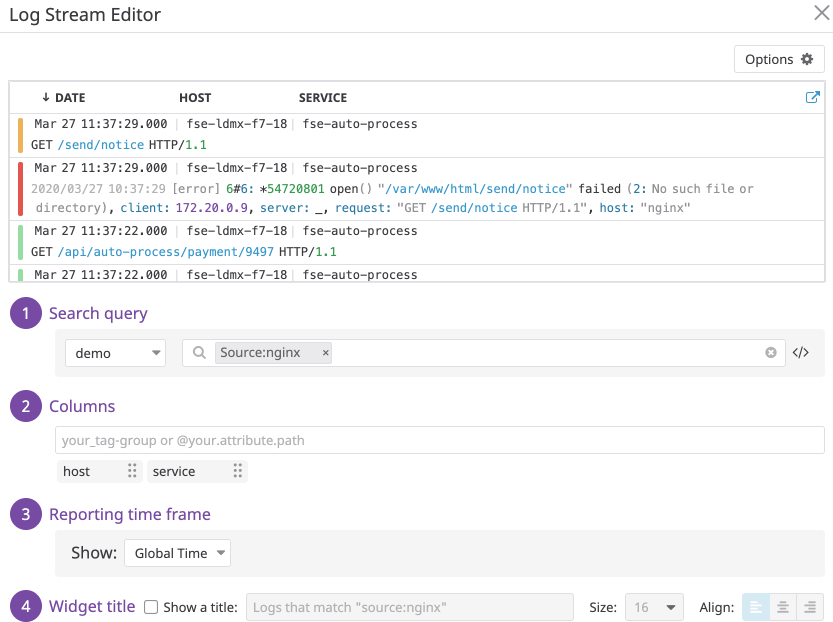 Log Stream Editor
Options
↓ DATE HOST SERVICE
Mar 27 11:37:29.000 | fse-ldmx-f7-18 | fse-auto-process
GET /send/notice HTTP/1.1
Mar 27 11:37:29.000 | fse-ldmx-f7-18 | fse-auto-process
2020/03/27 10:37:29 [error] 6#6: *54720801 open() "/var/www/html/send/notice" failed (2: No such file or
directory), client: 172.20.0.9, server: _, request: "GET /send/notice HTTP/1.1", host: "nginx"
Mar 27 11:37:22.000 | fse-ldmx-f7-18 | fse-auto-process
GET /api/auto-process/payment/9497 HTTP/1.1
Mar 27 11:37:22.000 | fse-ldmx-f7-18 | fse-auto-process
1 Search query
demo Source:nginx × </>
2 Columns
your_tag-group or @your.attribute.path
host service
3 Reporting time frame
Show: Global Time
4 Widget title Show a title: Logs that match "source:nginx" Size: 16 Align: